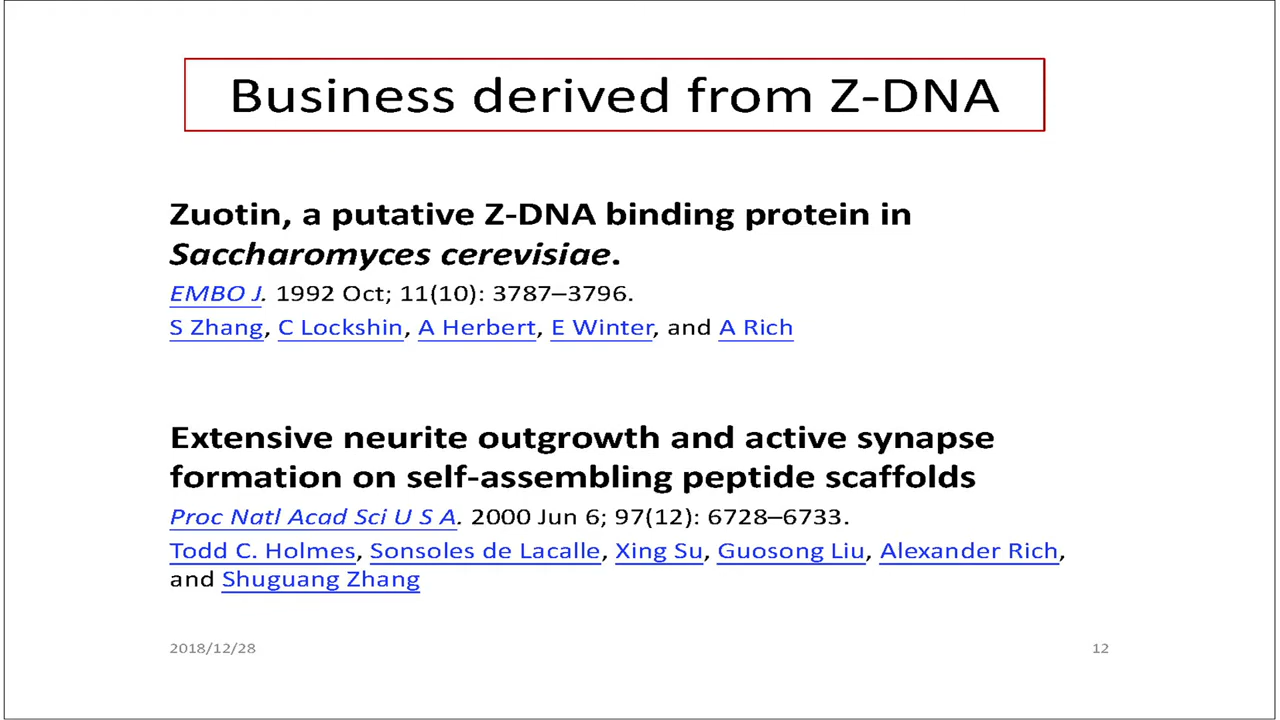 Business derived from Z-DNA
Zuotin, a putative Z-DNA binding protein in
Saccharomyces cerevisiae.
EMBO J. 1992 Oct; 11(10): 3787–3796.
S Zhang, C Lockshin, A Herbert, E Winter, and A Rich
Extensive neurite outgrowth and active synapse
formation on self-assembling peptide scaffolds
Proc Natl Acad Sci U S A. 2000 Jun 6; 97(12): 6728–6733.
Todd C. Holmes, Sonsoles de Lacalle, Xing Su, Guosong Liu, Alexander Rich,
and Shuguang Zhang
2018/12/28 12